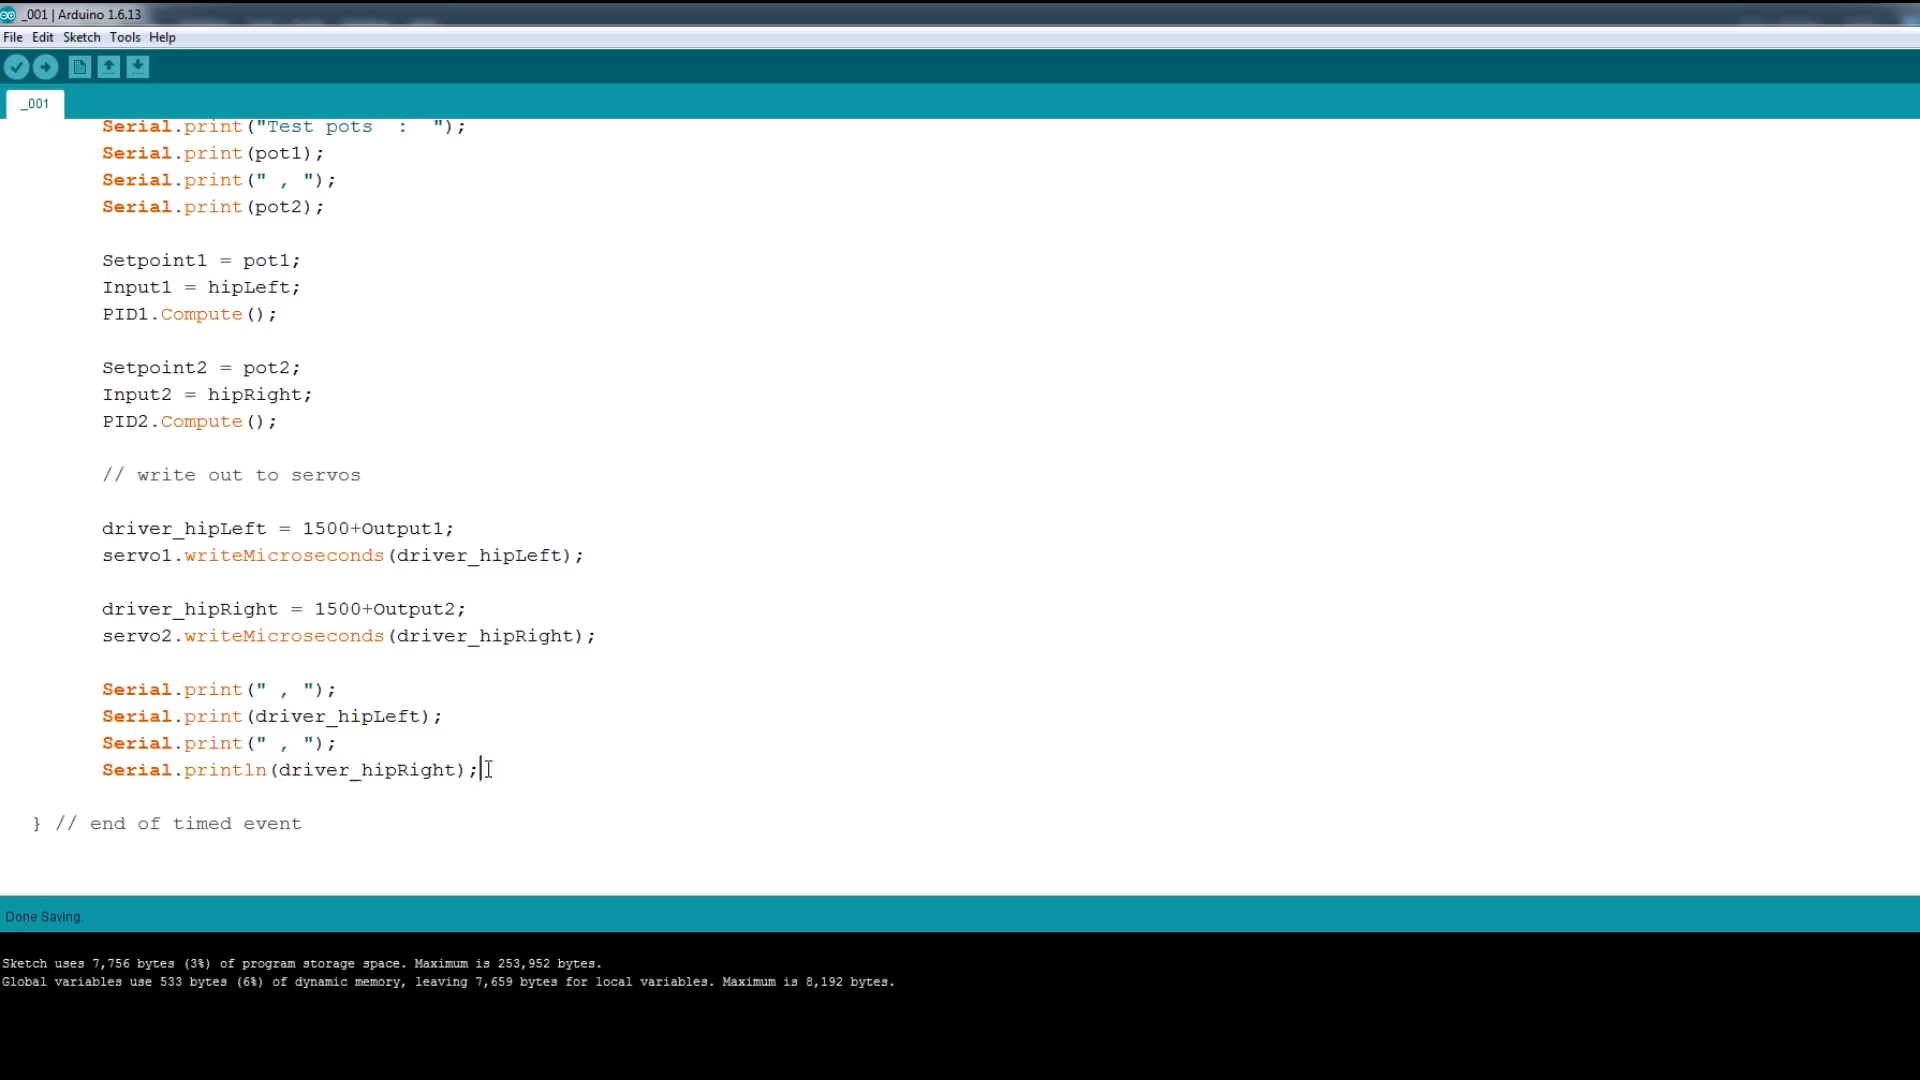 _001 | Arduino 1.6.13
File Edit Sketch Tools Help
_001
Serial.print("Test pots  :  ");
Serial.print(pot1);
Serial.print(" , ");
Serial.print(pot2);
Setpoint1 = pot1;
Input1 = hipLeft;
PID1.Compute();
Setpoint2 = pot2;
Input2 = hipRight;
PID2.Compute();
// write out to servos
driver_hipLeft = 1500+Output1;
servo1.writeMicroseconds(driver_hipLeft);
driver_hipRight = 1500+Output2;
servo2.writeMicroseconds(driver_hipRight);
Serial.print(" , ");
Serial.print(driver_hipLeft);
Serial.print(" , ");
Serial.println(driver_hipRight);
} // end of timed event
Done Saving.
Sketch uses 7,756 bytes (3%) of program storage space. Maximum is 253,952 bytes.
Global variables use 533 bytes (6%) of dynamic memory, leaving 7,659 bytes for local variables. Maximum is 8,192 bytes.